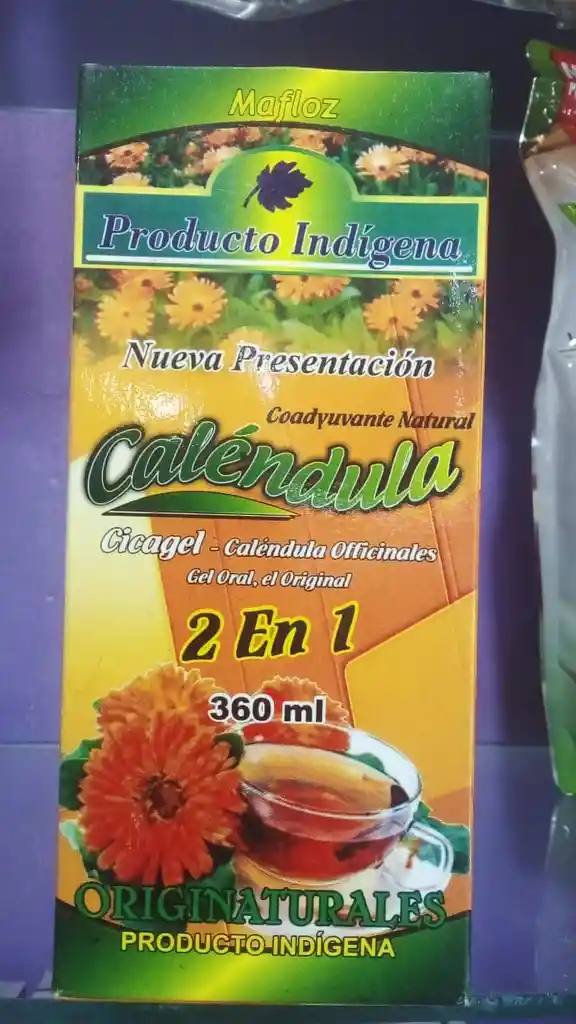 Mafloz
Producto Indígena
Nueva Presentación
Coadyuvante Natural
Caléndula
Cicagel - Caléndula Officinales
Gel Oral, el Original
2 En 1
360 ml
ORIGINATURALES
PRODUCTO INDÍGENA